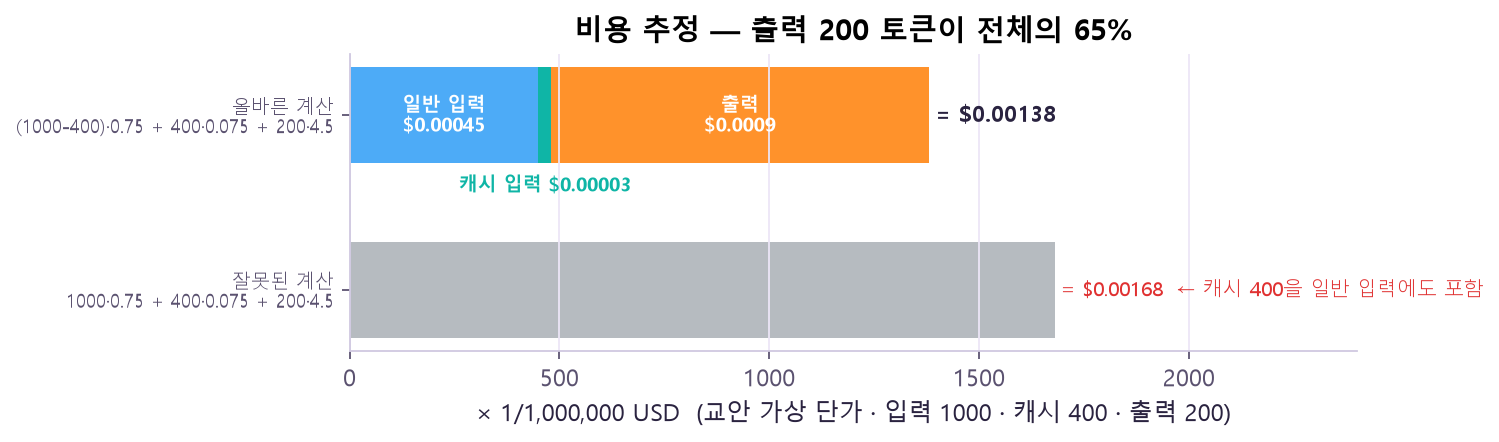 비용 추정 — 출력 200 토큰이 전체의 65%
올바른 계산
(1000-400)·0.75 + 400·0.075 + 200·4.5
일반 입력
$0.00045
출력
$0.0009
= $0.00138
캐시 입력 $0.00003
잘못된 계산
1000·0.75 + 400·0.075 + 200·4.5
= $0.00168 ← 캐시 400을 일반 입력에도 포함
0 500 1000 1500 2000
× 1/1,000,000 USD (교안 가상 단가 · 입력 1000 · 캐시 400 · 출력 200)